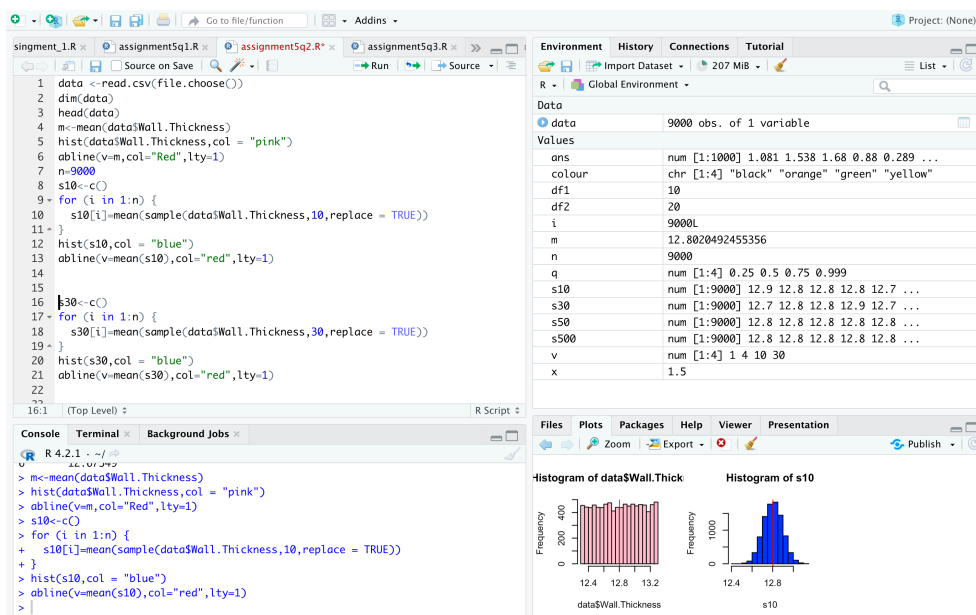 Go to file/function
Addins
Project: (None)
singment_1.R
assignment5q1.R
assignment5q2.R*
assignment5q3.R
Source on Save
Run
Source
1 data <-read.csv(file.choose())
2 dim(data)
3 head(data)
4 m<-mean(data$Wall.Thickness)
5 hist(data$Wall.Thickness,col = "pink")
6 abline(v=m,col="Red",lty=1)
7 n=9000
8 s10<-c()
9 for (i in 1:n) {
10 s10[i]=mean(sample(data$Wall.Thickness,10,replace = TRUE))
11 }
12 hist(s10,col = "blue")
13 abline(v=mean(s10),col="red",lty=1)
14
15
16 s30<-c()
17 for (i in 1:n) {
18 s30[i]=mean(sample(data$Wall.Thickness,30,replace = TRUE))
19 }
20 hist(s30,col = "blue")
21 abline(v=mean(s30),col="red",lty=1)
22
16:1 (Top Level)
R Script
Console Terminal Background Jobs
R 4.2.1 · ~/
> m<-mean(data$Wall.Thickness)
> hist(data$Wall.Thickness,col = "pink")
> abline(v=m,col="Red",lty=1)
> s10<-c()
> for (i in 1:n) {
+ s10[i]=mean(sample(data$Wall.Thickness,10,replace = TRUE))
+ }
> hist(s10,col = "blue")
> abline(v=mean(s10),col="red",lty=1)
>
Environment History Connections Tutorial
Import Dataset
207 MiB
List
R
Global Environment
Data
data 9000 obs. of 1 variable
Values
ans num [1:1000] 1.081 1.538 1.68 0.88 0.289 ...
colour chr [1:4] "black" "orange" "green" "yellow"
df1 10
df2 20
i 9000L
m 12.8020492455356
n 9000
q num [1:4] 0.25 0.5 0.75 0.999
s10 num [1:9000] 12.9 12.8 12.8 12.8 12.7 ...
s30 num [1:9000] 12.7 12.8 12.8 12.9 12.7 ...
s50 num [1:9000] 12.8 12.8 12.8 12.8 12.8 ...
s500 num [1:9000] 12.8 12.8 12.8 12.8 12.8 ...
v num [1:4] 1 4 10 30
x 1.5
Files Plots Packages Help Viewer Presentation
Zoom
Export
Publish
Histogram of data$Wall.Thick
Frequency
0 200 400
12.4 12.8 13.2
data$Wall.Thickness
Histogram of s10
Frequency
0 1000
12.4 12.8
s10